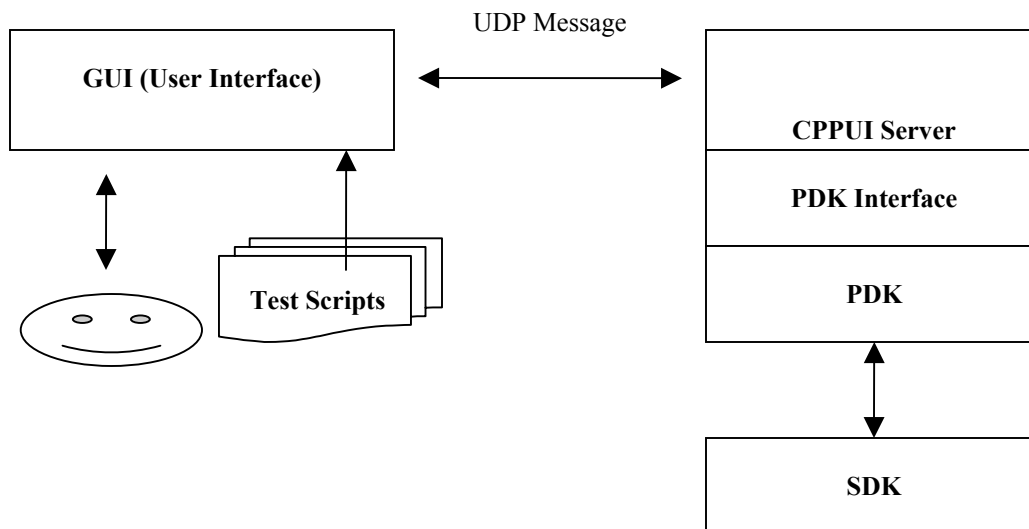 UDP Message
GUI (User Interface)
CPPUI Server
PDK Interface
Test Scripts
PDK
SDK